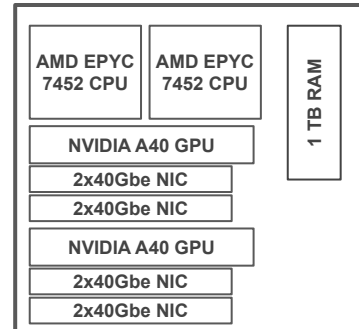 AMD EPYC
7452 CPU
AMD EPYC
7452 CPU
1 TB RAM
NVIDIA A40 GPU
2x40Gbe NIC
2x40Gbe NIC
NVIDIA A40 GPU
2x40Gbe NIC
2x40Gbe NIC